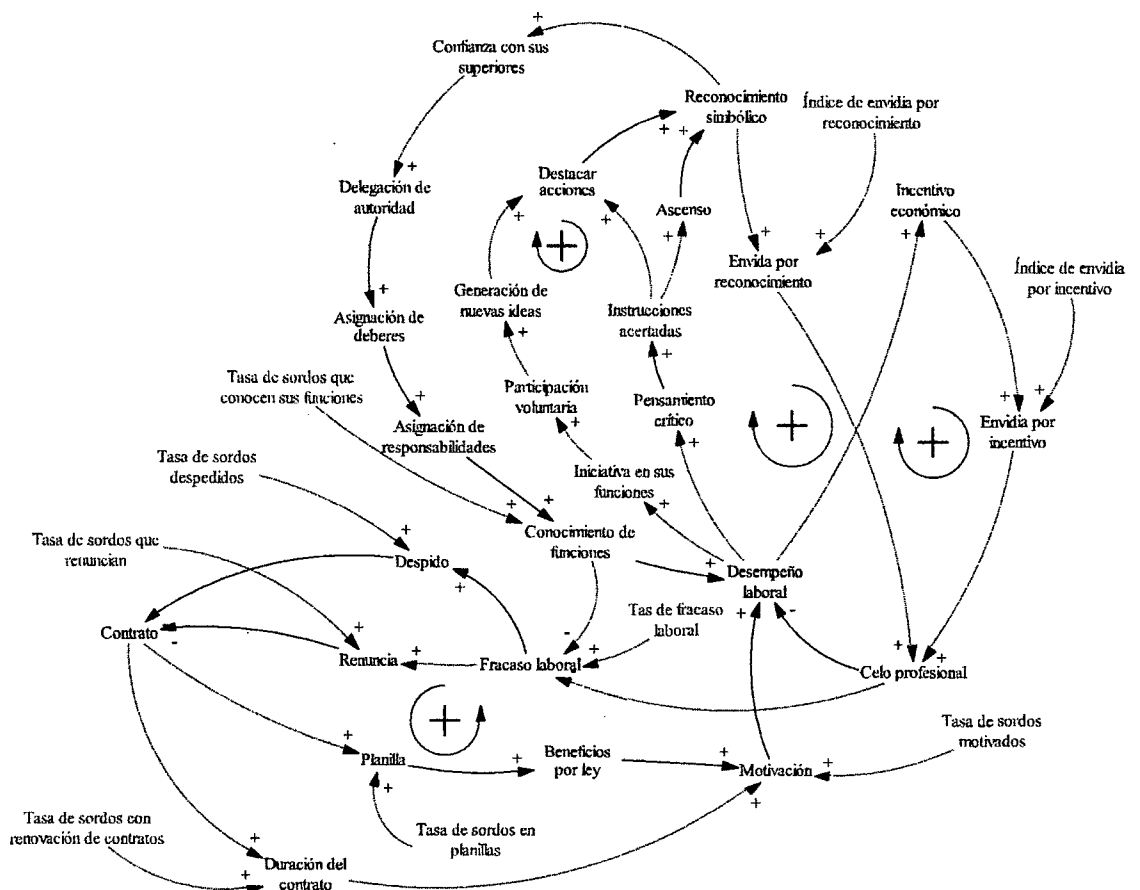 Confianza con sus
superiores
Reconocimiento
simbólico
Índice de envidia por
reconocimiento
Destacar
acciones
Delegación de
autoridad
Ascenso
Incentivo
económico
Envida por
reconocimiento
Índice de envidia
por incentivo
Generación de
nuevas ideas
Instrucciones
acertadas
Asignación de
deberes
Tasa de sordos que
conocen sus funciones
Participación
voluntaria
Pensamiento
crítico
Asignación de
responsabilidades
Envidia por
incentivo
Tasa de sordos
despedidos
Iniciativa en sus
funciones
Tasa de sordos que
renuncian
Conocimiento de
funciones
Despido
Desempeño
laboral
Tas de fracaso
laboral
Contrato
Renuncia
Fracaso laboral
Celo profesional
Tasa de sordos
motivados
Planilla
Beneficios
por ley
Motivación
Tasa de sordos con
renovación de contratos
Tasa de sordos en
planillas
Duración del
contrato